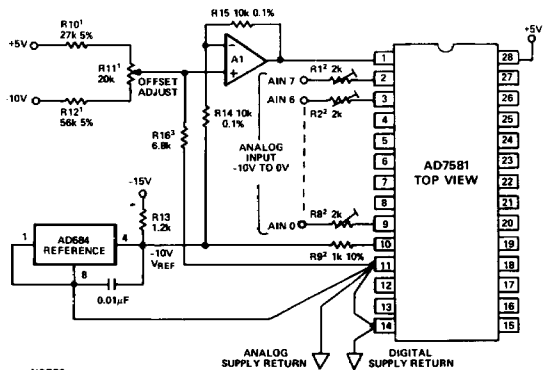 R15 10k 0.1%
R10¹
27k 5%
+5V
R11¹
20k
OFFSET
ADJUST
-10V
R12¹
56k 5%
A1
R14 10k
0.1%
R16³
6.8k
AIN 7
R1² 2k
AIN 6
R2² 2k
ANALOG
INPUT
-10V TO 0V
AIN 0
R8² 2k
R9² 1k 10%
-15V
R13
1.2k
1
AD584
REFERENCE
4
8
-10V
VREF
0.01µF
ANALOG
SUPPLY RETURN
DIGITAL
SUPPLY RETURN
+5V
AD7581
TOP VIEW
1
2
3
4
5
6
7
8
9
10
11
12
13
14
28
27
26
25
24
23
22
21
20
19
18
17
16
15